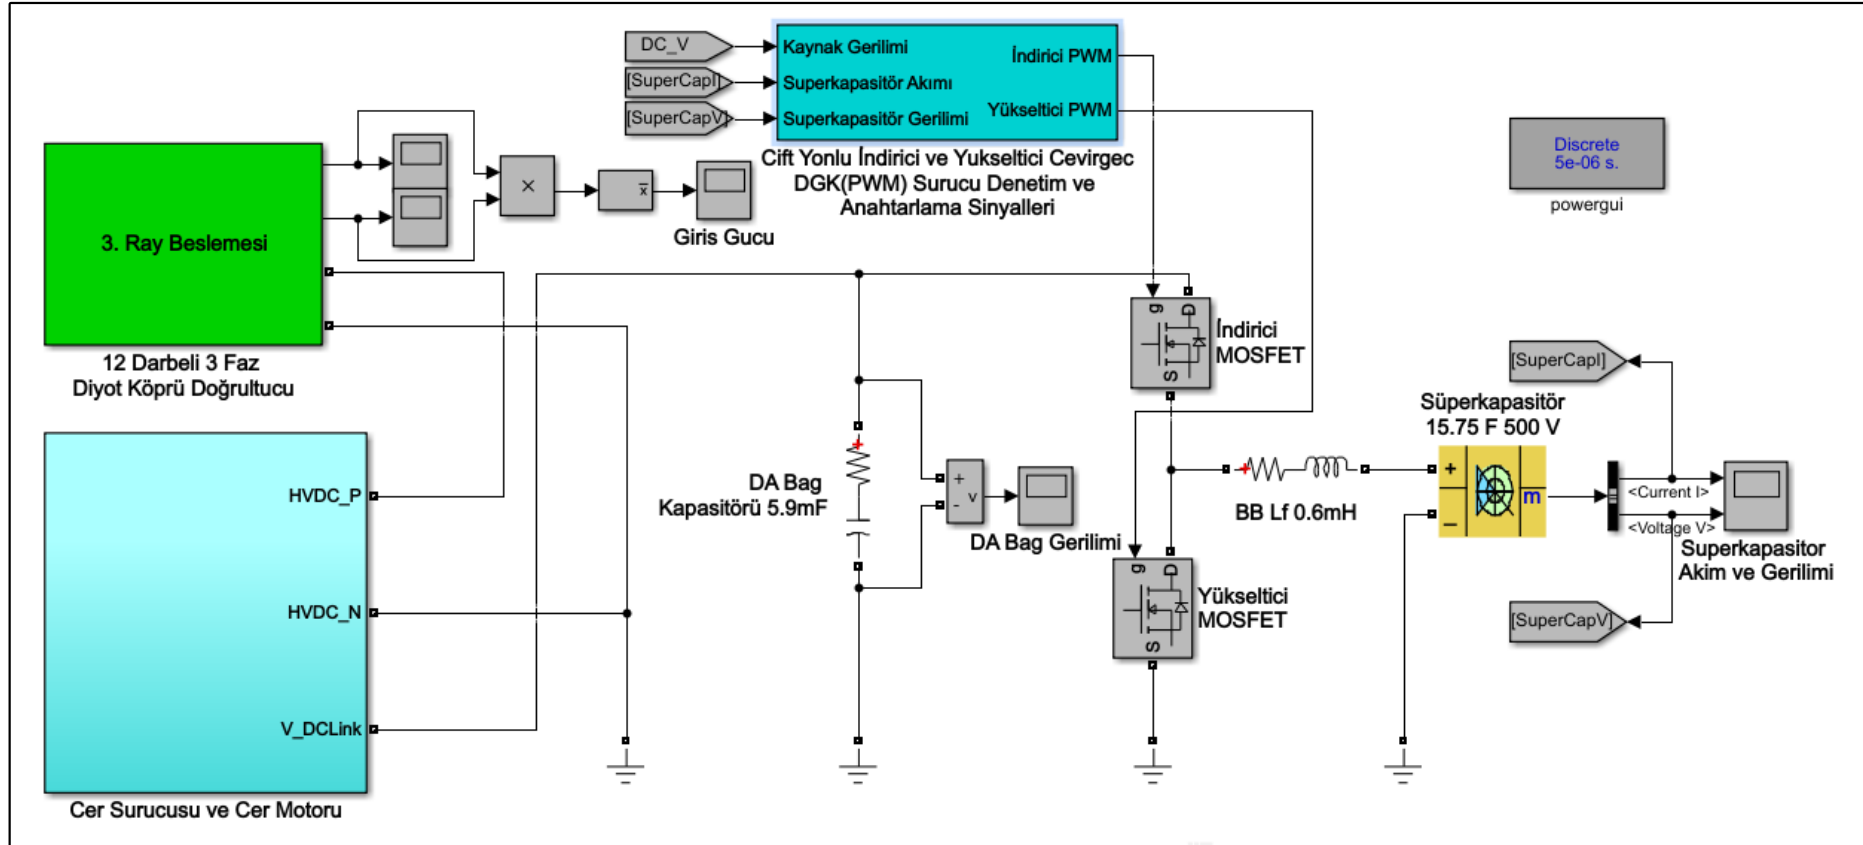 DC_V
[SuperCapI]
[SuperCapV]
Kaynak Gerilimi
Superkapasitör Akımı
Superkapasitör Gerilimi
İndirici PWM
Yükseltici PWM
Cift Yonlu İndirici ve Yukseltici Cevirgec
DGK(PWM) Surucu Denetim ve
Anahtarlama Sinyalleri
Discrete
5e-06 s.
powergui
3. Ray Beslemesi
12 Darbeli 3 Faz
Diyot Köprü Doğrultucu
×
x
Giris Gucu
HVDC_P
HVDC_N
V_DCLink
Cer Surucusu ve Cer Motoru
+
DA Bag
Kapasitörü 5.9mF
+
v
-
DA Bag Gerilimi
g
D
S
İndirici
MOSFET
g
D
S
Yükseltici
MOSFET
+
BB Lf 0.6mH
Süperkapasitör
15.75 F 500 V
+
m
–
[SuperCapI]
<Current I>
<Voltage V>
Superkapasitor
Akim ve Gerilimi
[SuperCapV]